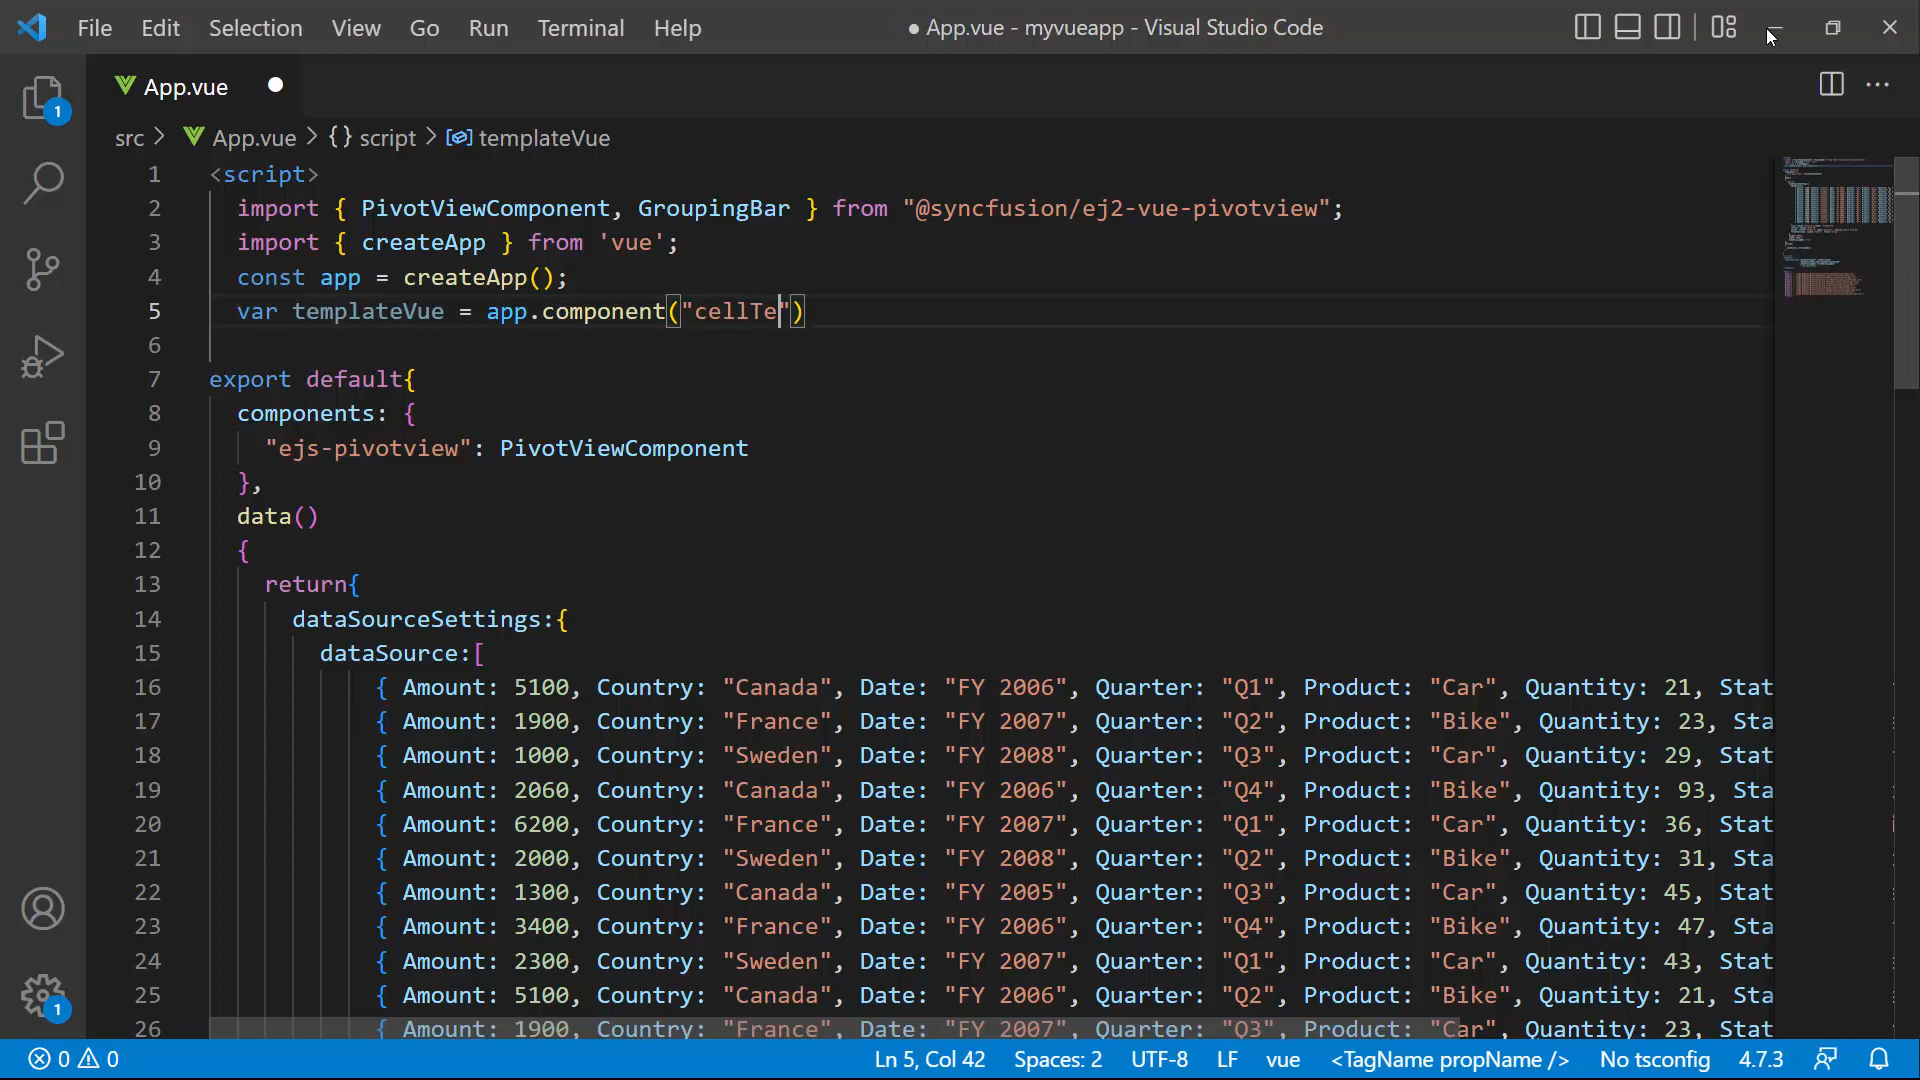 File Edit Selection View Go Run Terminal Help ● App.vue - myvueapp - Visual Studio Code
App.vue
1
src > App.vue > {} script > templateVue
1 <script>
2 import { PivotViewComponent, GroupingBar } from "@syncfusion/ej2-vue-pivotview";
3 import { createApp } from 'vue';
4 const app = createApp();
5 var templateVue = app.component("cellTe")
6
7 export default{
8 components: {
9 "ejs-pivotview": PivotViewComponent
10 },
11 data()
12 {
13 return{
14 dataSourceSettings:{
15 dataSource:[
16 { Amount: 5100, Country: "Canada", Date: "FY 2006", Quarter: "Q1", Product: "Car", Quantity: 21, Stat
17 { Amount: 1900, Country: "France", Date: "FY 2007", Quarter: "Q2", Product: "Bike", Quantity: 23, Sta
18 { Amount: 1000, Country: "Sweden", Date: "FY 2008", Quarter: "Q3", Product: "Car", Quantity: 29, Stat
19 { Amount: 2060, Country: "Canada", Date: "FY 2006", Quarter: "Q4", Product: "Bike", Quantity: 93, Sta
20 { Amount: 6200, Country: "France", Date: "FY 2007", Quarter: "Q1", Product: "Car", Quantity: 36, Stat
21 { Amount: 2000, Country: "Sweden", Date: "FY 2008", Quarter: "Q2", Product: "Bike", Quantity: 31, Sta
22 { Amount: 1300, Country: "Canada", Date: "FY 2005", Quarter: "Q3", Product: "Car", Quantity: 45, Stat
23 { Amount: 3400, Country: "France", Date: "FY 2006", Quarter: "Q4", Product: "Bike", Quantity: 47, Sta
24 { Amount: 2300, Country: "Sweden", Date: "FY 2007", Quarter: "Q1", Product: "Car", Quantity: 43, Stat
25 { Amount: 5100, Country: "Canada", Date: "FY 2006", Quarter: "Q2", Product: "Bike", Quantity: 21, Sta
26 { Amount: 1900, Country: "France", Date: "FY 2007", Quarter: "Q3", Product: "Car", Quantity: 23, Stat
1
0 0 Ln 5, Col 42 Spaces: 2 UTF-8 LF vue <TagName propName /> No tsconfig 4.7.3